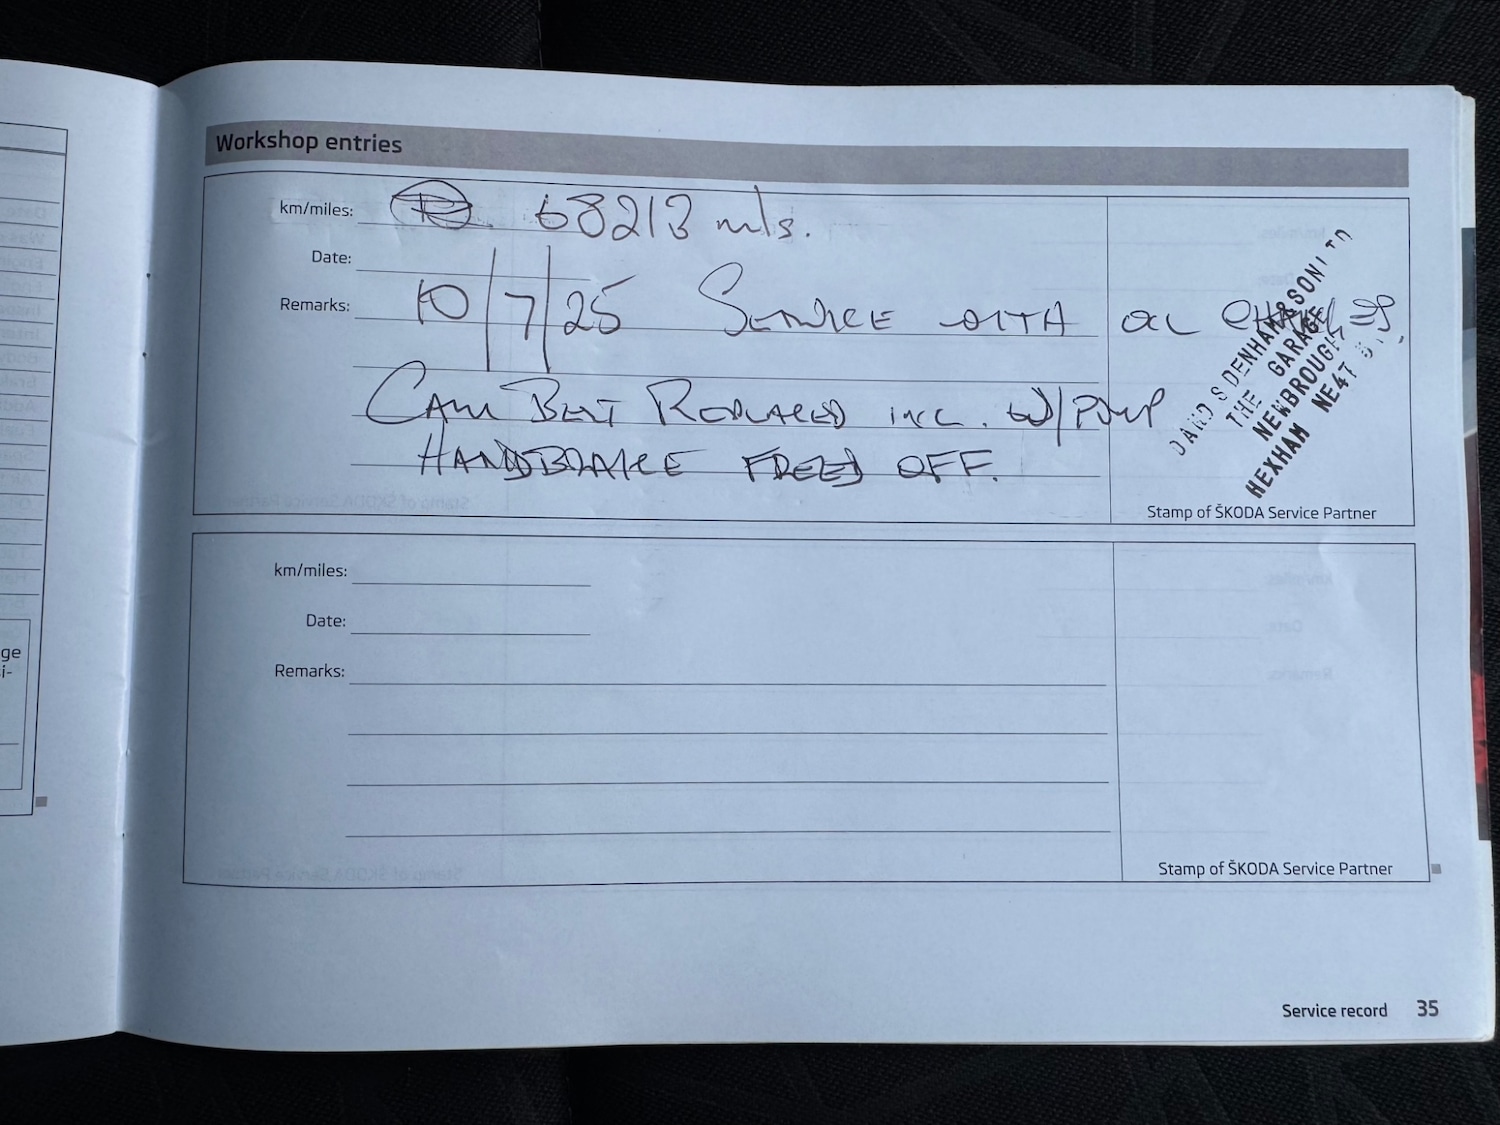 Workshop entries
km/miles: 68213 mls.
Date:
Remarks: 10/7/25 SERVICE WITH OIL CHANGED
CAM BELT REPLACED INC. W/PUMP
HANDBRAKE FREED OFF.
DAVID S DENHAM & SON LTD
THE GARAGE
NEWBROUGH
HEXHAM NE47
Stamp of ŠKODA Service Partner
km/miles:
Date:
Remarks:
Stamp of ŠKODA Service Partner
Service record 35
ge
i-